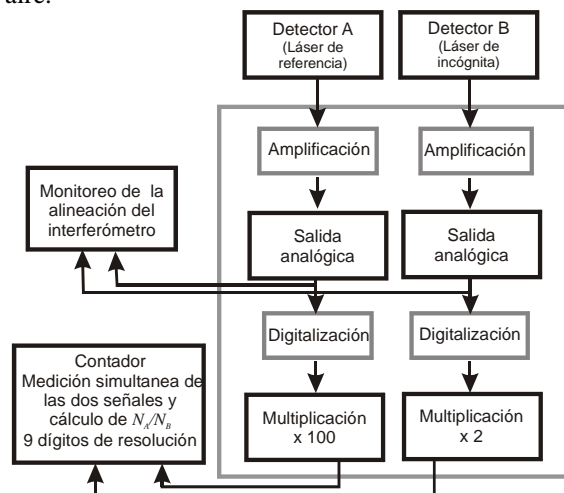 aire.
Detector A
(Láser de
referencia)
Detector B
(Láser de
incógnita)
Amplificación
Amplificación
Monitoreo de la
alineación del
interferómetro
Salida
analógica
Salida
analógica
Digitalización
Digitalización
Contador
Medición simultanea de
las dos señales y
cálculo de N_A/N_B
9 dígitos de resolución
Multiplicación
x 100
Multiplicación
x 2